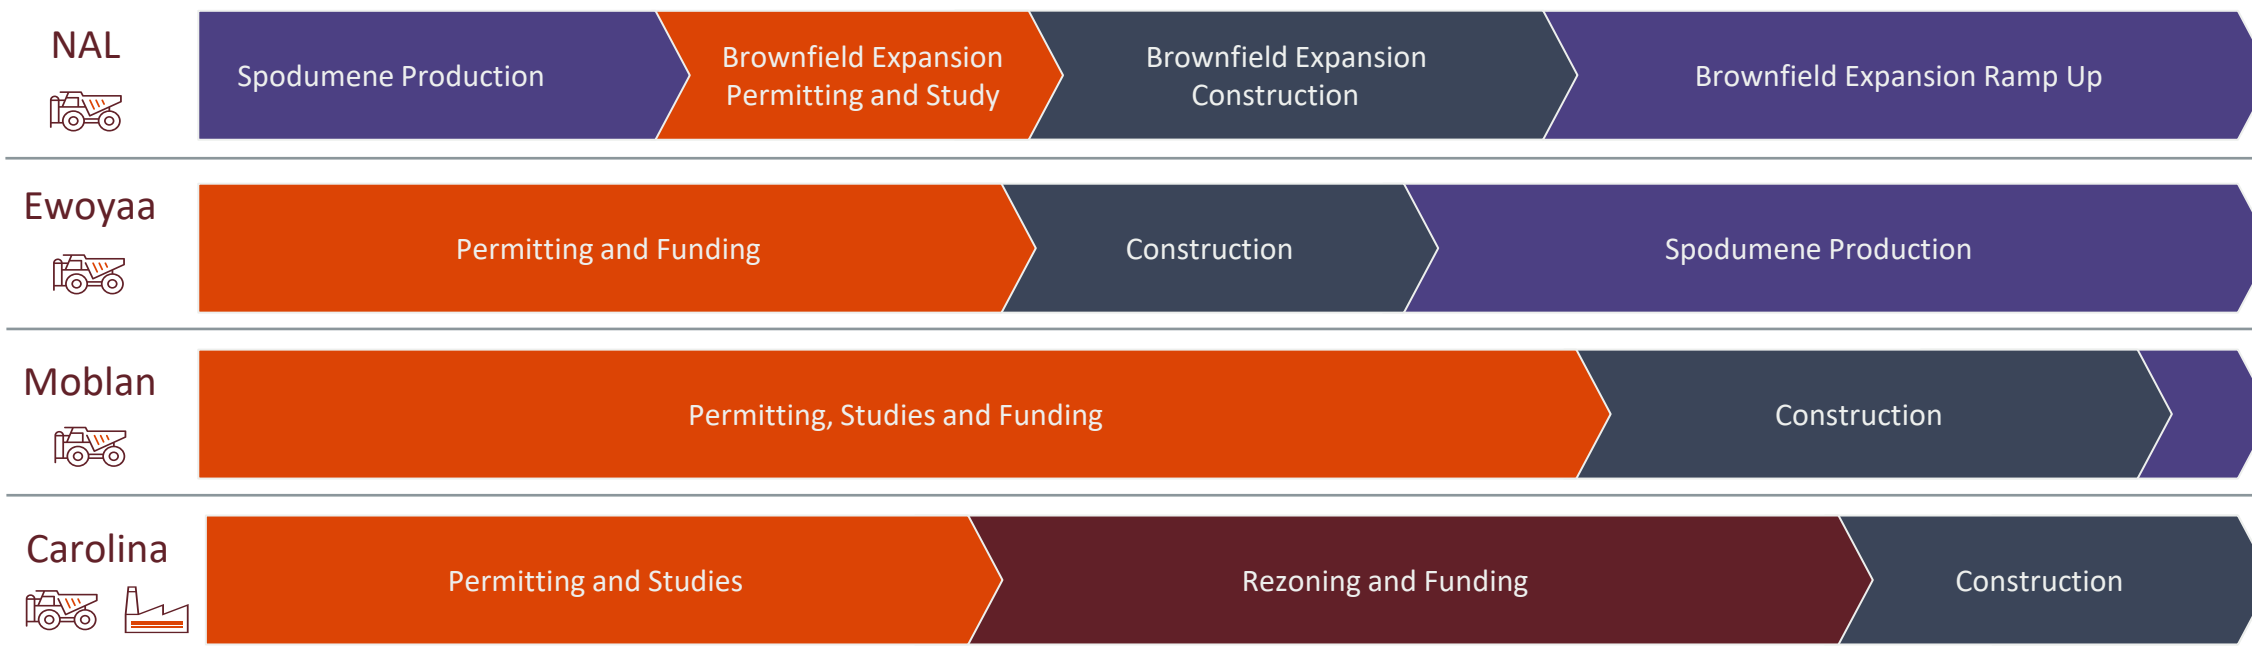 NAL
Spodumene Production
Brownfield Expansion
Permitting and Study
Brownfield Expansion
Construction
Brownfield Expansion Ramp Up
Ewoyaa
Permitting and Funding
Construction
Spodumene Production
Moblan
Permitting, Studies and Funding
Construction
Carolina
Permitting and Studies
Rezoning and Funding
Construction